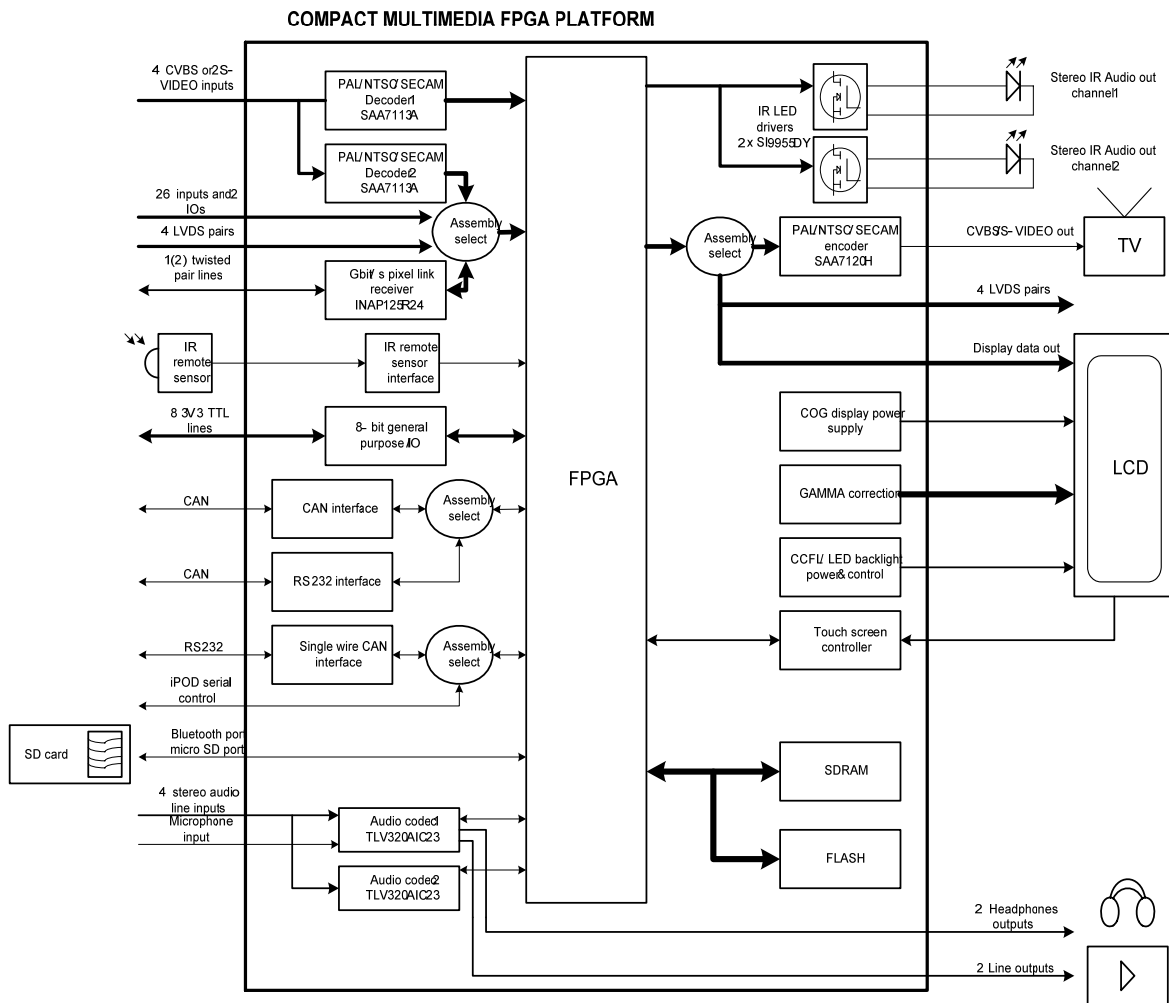 COMPACT MULTIMEDIA FPGA PLATFORM
4 CVBS or2S-
VIDEO inputs
PAL/NTSC/SECAM
Decoder1
SAA7113A
PAL/NTSC/SECAM
Decoder2
SAA7113A
26 inputs and2
IOs
4 LVDS pairs
Assembly
select
1(2) twisted
pair lines
Gbit/s pixel link
receiver
INAP125R24
IR
remote
sensor
IR remote
sensor
interface
8 3V3 TTL
lines
8- bit general
purpose I/O
CAN
CAN interface
Assembly
select
CAN
RS232 interface
RS232
Single wire CAN
interface
Assembly
select
iPOD serial
control
SD card
Bluetooth port
micro SD port
4 stereo audio
line inputs
Microphone
input
Audio codec1
TLV320AIC23
Audio codec2
TLV320AIC23
FPGA
IR LED
drivers
2x SI9955DY
Stereo IR Audio out
channel1
Stereo IR Audio out
channel2
Assembly
select
PAL/NTSC/SECAM
encoder
SAA7120H
CVBS/S-VIDEO out
TV
4 LVDS pairs
Display data out
COG display power
supply
GAMMA correction
LCD
CCFL/ LED backlight
power& control
Touch screen
controller
SDRAM
FLASH
2 Headphones
outputs
2 Line outputs